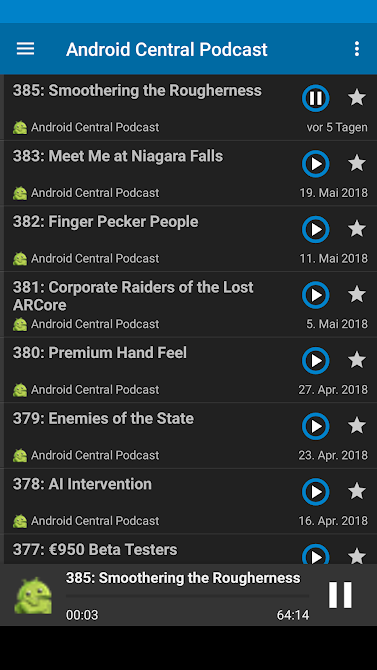 Android Central Podcast
385: Smoothering the Rougherness
Android Central Podcast
vor 5 Tagen
383: Meet Me at Niagara Falls
Android Central Podcast
19. Mai 2018
382: Finger Pecker People
Android Central Podcast
11. Mai 2018
381: Corporate Raiders of the Lost
ARCore
Android Central Podcast
5. Mai 2018
380: Premium Hand Feel
Android Central Podcast
27. Apr. 2018
379: Enemies of the State
Android Central Podcast
23. Apr. 2018
378: AI Intervention
Android Central Podcast
16. Apr. 2018
377: €950 Beta Testers
385: Smoothering the Rougherness
00:03
64:14